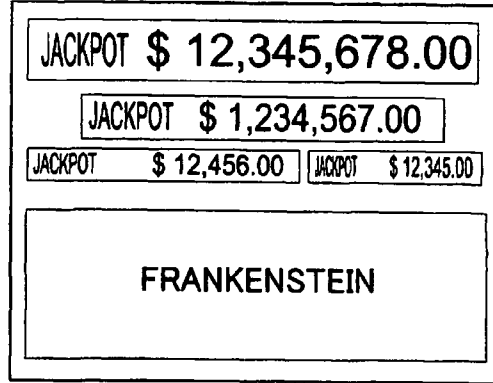 JACKPOT $ 12,345,678.00
JACKPOT $ 1,234,567.00
JACKPOT $ 12,456.00 JACKPOT $ 12,345.00
FRANKENSTEIN